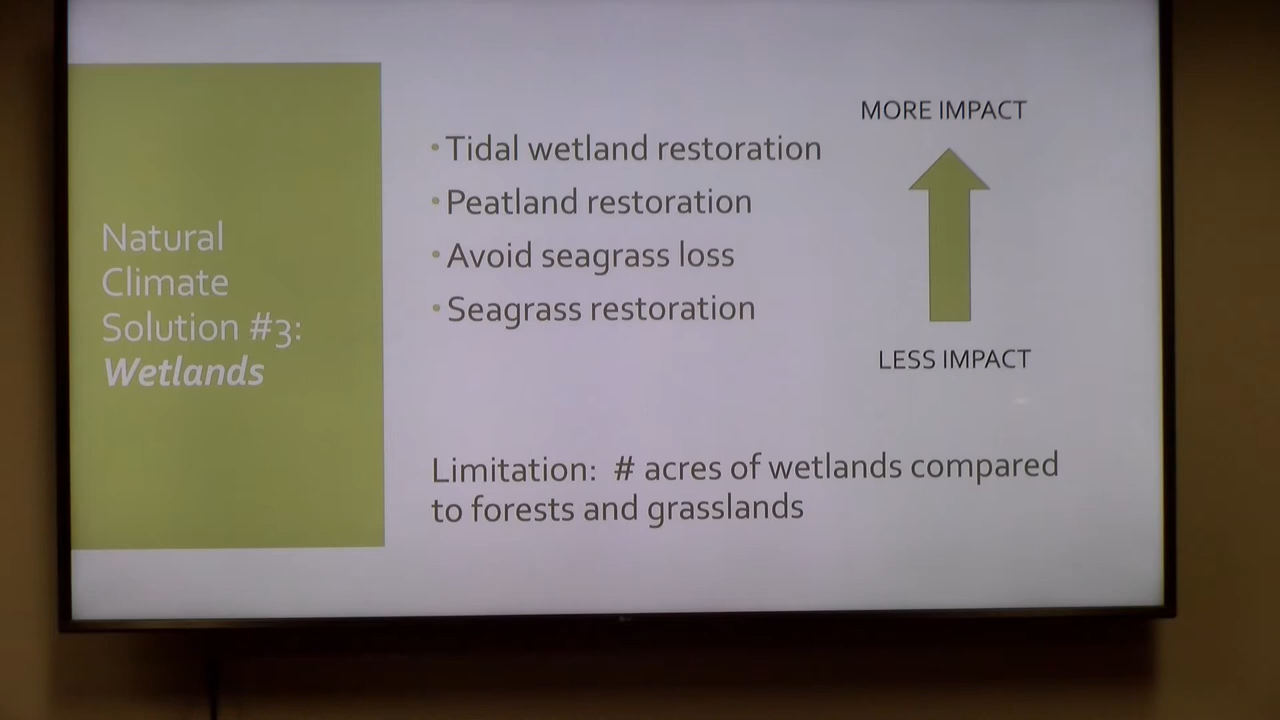 Natural
Climate
Solution #3:
Wetlands
• Tidal wetland restoration
• Peatland restoration
• Avoid seagrass loss
• Seagrass restoration
MORE IMPACT
LESS IMPACT
Limitation: # acres of wetlands compared
to forests and grasslands